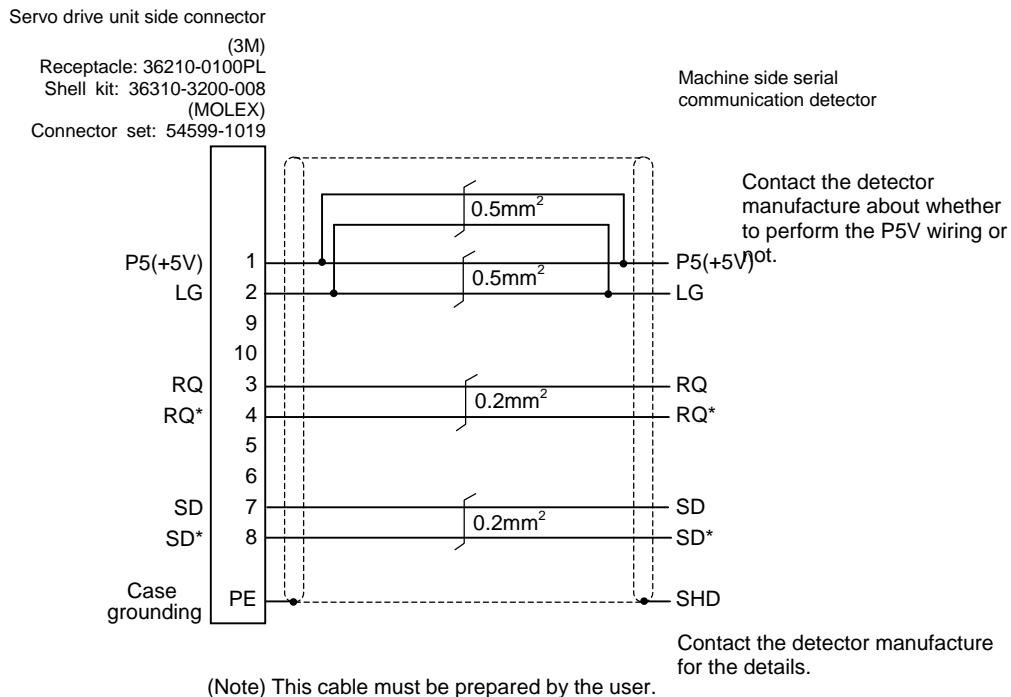 Servo drive unit side connector
(3M)
Receptacle: 36210-0100PL
Shell kit: 36310-3200-008
(MOLEX)
Connector set: 54599-1019
Machine side serial
communication detector
Contact the detector
manufacture about whether
to perform the P5V wiring or
not.
0.5mm²
P5(+5V) 1 0.5mm² P5(+5V)
LG 2 LG
9
10
RQ 3 0.2mm² RQ
RQ* 4 RQ*
5
6
SD 7 0.2mm² SD
SD* 8 SD*
Case
grounding PE SHD
Contact the detector manufacture
for the details.
(Note) This cable must be prepared by the user.